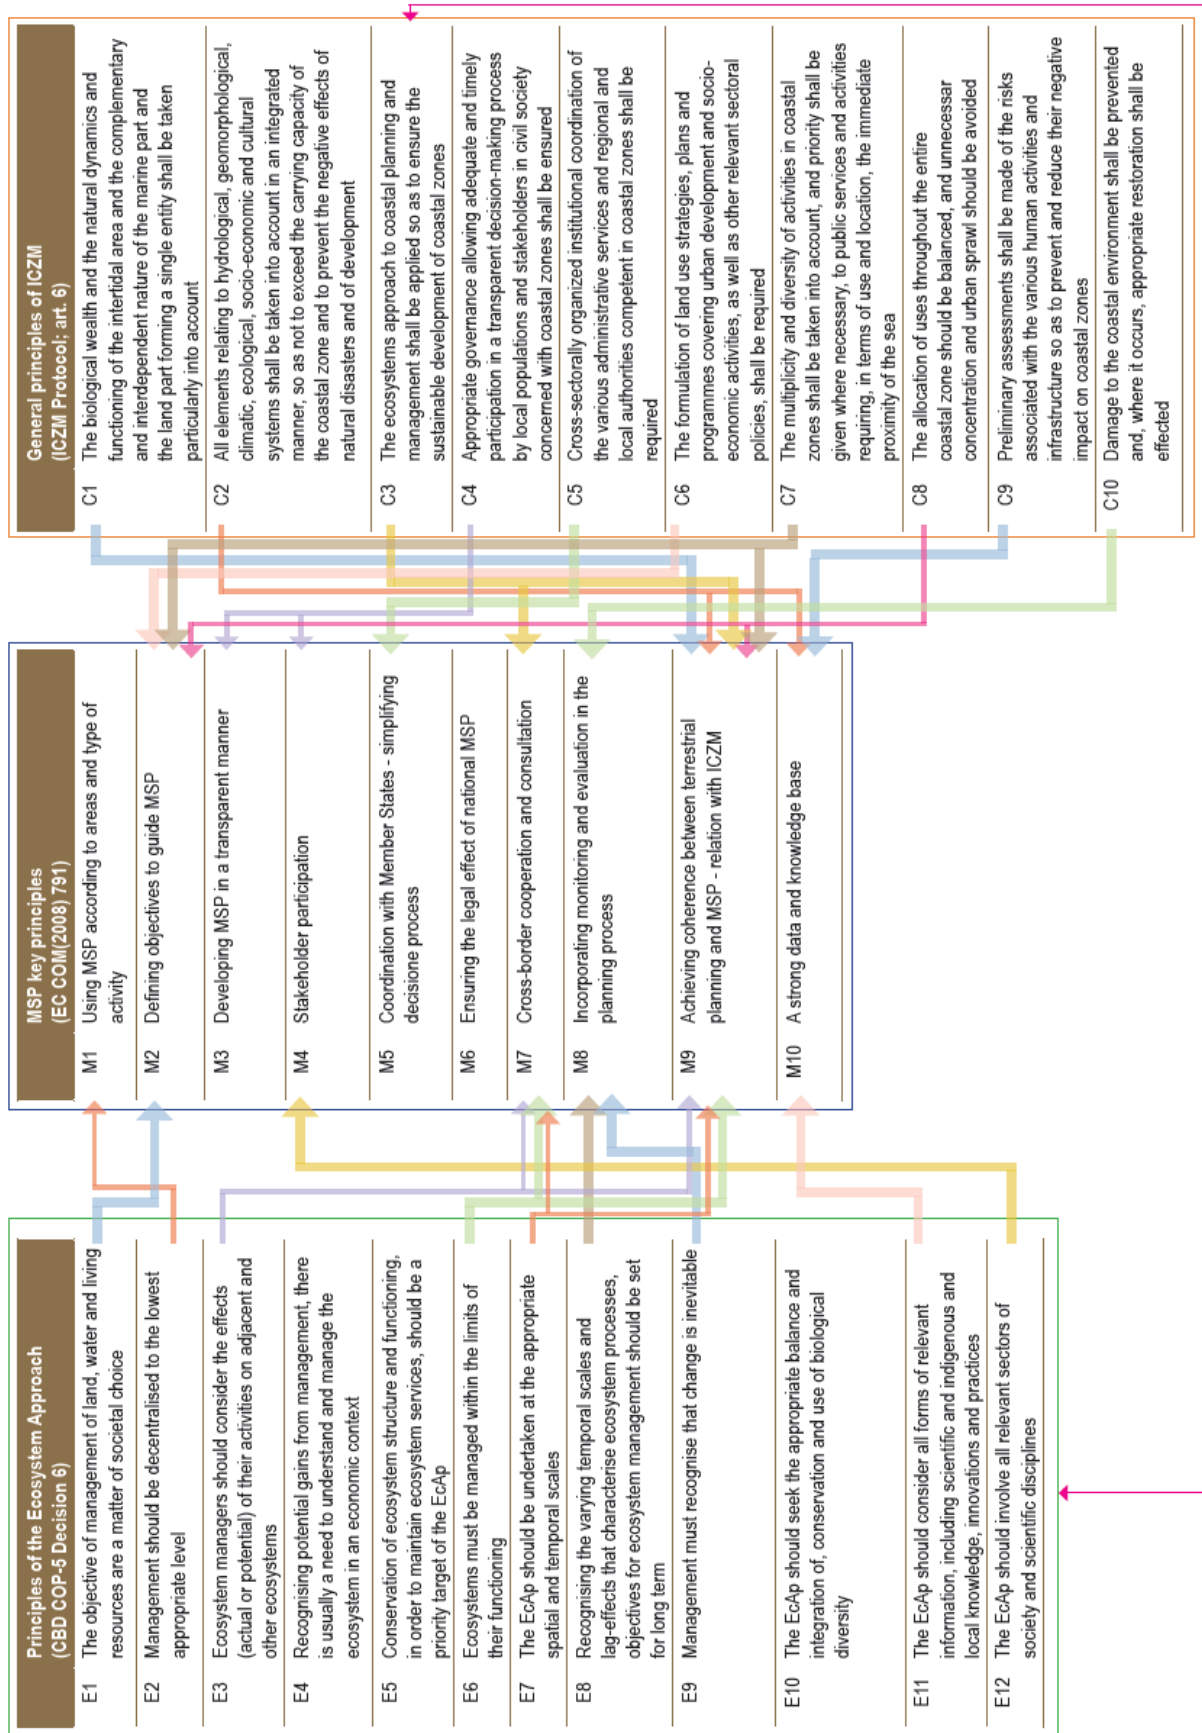 Principles of the Ecosystem Approach
(CBD COP-5 Decision 6)
E1 The objective of management of land, water and living
resources are a matter of societal choice
E2 Management should be decentralised to the lowest
appropriate level
E3 Ecosystem managers should consider the effects
(actual or potential) of their activities on adjacent and
other ecosystems
E4 Recognising potential gains from management, there
is usually a need to understand and manage the
ecosystem in an economic context
E5 Conservation of ecosystem structure and functioning,
in order to maintain ecosystem services, should be a
priority target of the EcAp
E6 Ecosystems must be managed within the limits of
their functioning
E7 The EcAp should be undertaken at the appropriate
spatial and temporal scales
E8 Recognising the varying temporal scales and
lag-effects that characterise ecosystem processes,
objectives for ecosystem management should be set
for long term
E9 Management must recognise that change is inevitable
E10 The EcAp should seek the appropriate balance and
integration of, conservation and use of biological
diversity
E11 The EcAp should consider all forms of relevant
information, including scientific and indigenous and
local knowledge, innovations and practices
E12 The EcAp should involve all relevant sectors of
society and scientific disciplines
MSP key principles
(EC COM(2008) 791)
M1 Using MSP according to areas and type of
activity
M2 Defining objectives to guide MSP
M3 Developing MSP in a transparent manner
M4 Stakeholder participation
M5 Coordination with Member States - simplifying
decisione process
M6 Ensuring the legal effect of national MSP
M7 Cross-border cooperation and consultation
M8 Incorporating monitoring and evaluation in the
planning process
M9 Achieving coherence between terrestrial
planning and MSP - relation with ICZM
M10 A strong data and knowledge base
General principles of ICZM
(ICZM Protocol; art. 6)
C1 The biological wealth and the natural dynamics and
functioning of the intertidal area and the complementary
and interdependent nature of the marine part and
the land part forming a single entity shall be taken
particularly into account
C2 All elements relating to hydrological, geomorphological,
climatic, ecological, socio-economic and cultural
systems shall be taken into account in an integrated
manner, so as not to exceed the carrying capacity of
the coastal zone and to prevent the negative effects of
natural disasters and of development
C3 The ecosystems approach to coastal planning and
management shall be applied so as to ensure the
sustainable development of coastal zones
C4 Appropriate governance allowing adequate and timely
participation in a transparent decision-making process
by local populations and stakeholders in civil society
concerned with coastal zones shall be ensured
C5 Cross-sectorally organized institutional coordination of
the various administrative services and regional and
local authorities competent in coastal zones shall be
required
C6 The formulation of land use strategies, plans and
programmes covering urban development and socio-
economic activities, as well as other relevant sectoral
policies, shall be required
C7 The multiplicity and diversity of activities in coastal
zones shall be taken into account, and priority shall be
given where necessary, to public services and activities
requiring, in terms of use and location, the immediate
proximity of the sea
C8 The allocation of uses throughout the entire
coastal zone should be balanced, and unnecessar
concentration and urban sprawl should be avoided
C9 Preliminary assessments shall be made of the risks
associated with the various human activities and
infrastructure so as to prevent and reduce their negative
impact on coastal zones
C10 Damage to the coastal environment shall be prevented
and, where it occurs, appropriate restoration shall be
effected